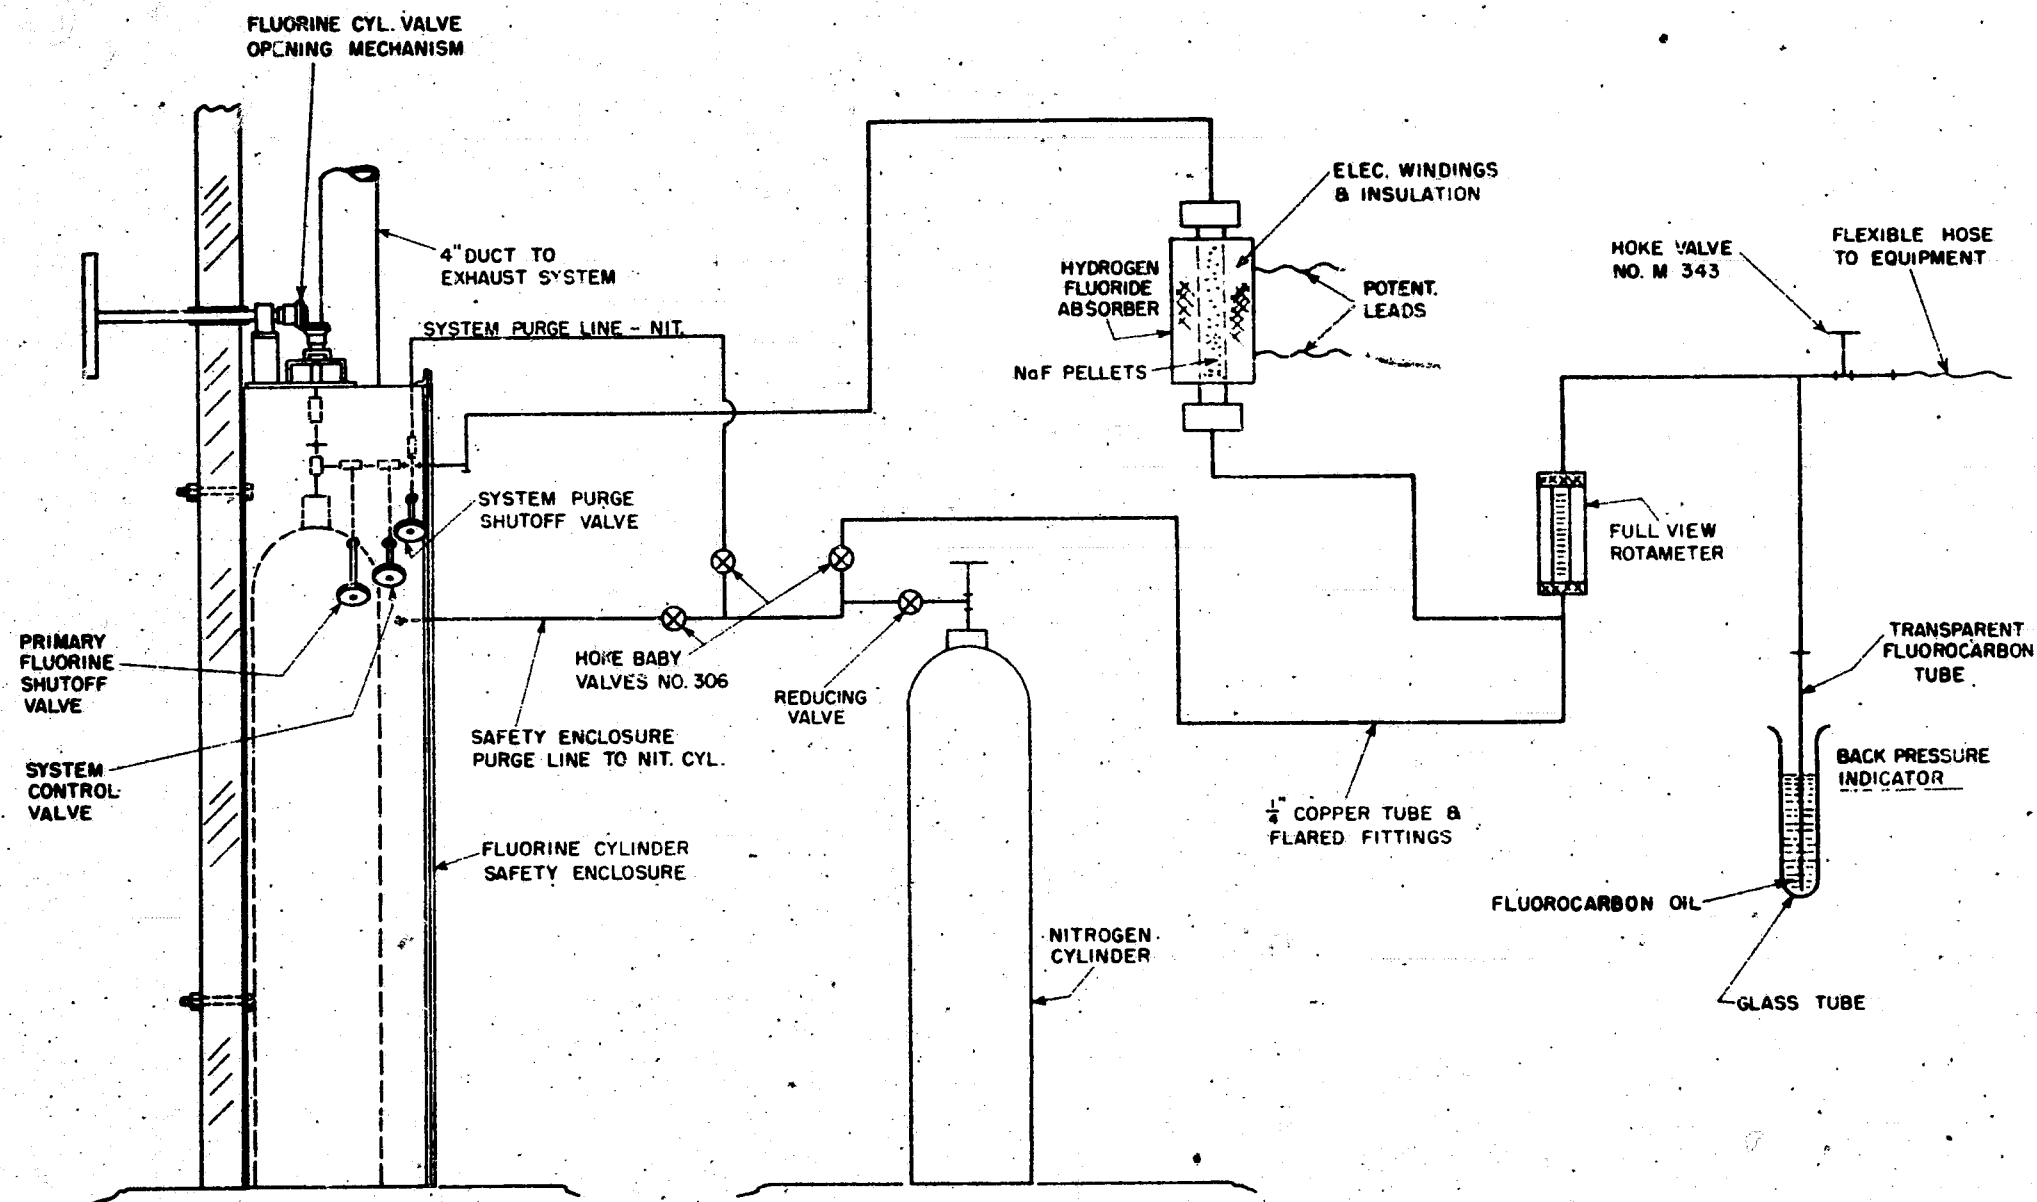 FLUORINE CYL. VALVE
OPENING MECHANISM
4" DUCT TO
EXHAUST SYSTEM
SYSTEM PURGE LINE - NIT.
ELEC. WINDINGS
& INSULATION
HYDROGEN
FLUORIDE
ABSORBER
POTENT.
LEADS
NaF PELLETS
HOKE VALVE
NO. M 343
FLEXIBLE HOSE
TO EQUIPMENT
SYSTEM PURGE
SHUTOFF VALVE
FULL VIEW
ROTAMETER
PRIMARY
FLUORINE
SHUTOFF
VALVE
HOKE BABY
VALVES NO. 306
REDUCING
VALVE
TRANSPARENT
FLUOROCARBON
TUBE
SAFETY ENCLOSURE
PURGE LINE TO NIT. CYL.
SYSTEM
CONTROL
VALVE
BACK PRESSURE
INDICATOR
1/4" COPPER TUBE &
FLARED FITTINGS
FLUORINE CYLINDER
SAFETY ENCLOSURE
FLUOROCARBON OIL
NITROGEN
CYLINDER
GLASS TUBE